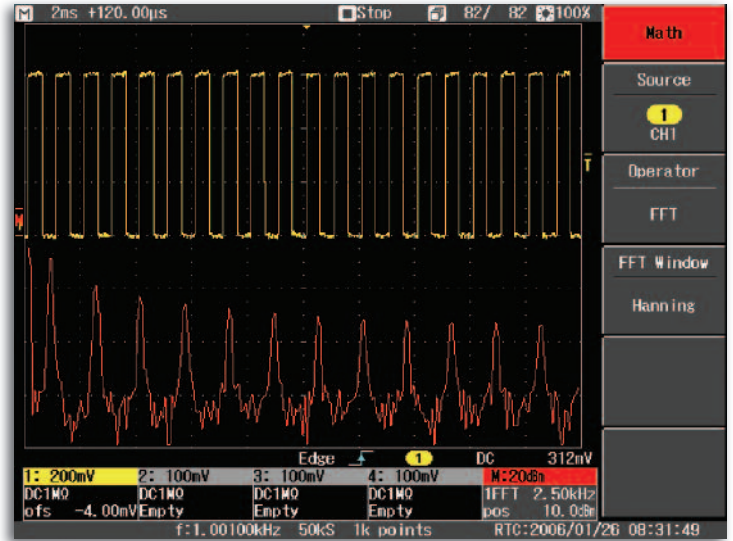 M 2ms +120.00µs Stop 82/ 82 100%
Math
Source
1
CH1
T
Operator
FFT
M
FFT Window
Hanning
Edge 1 DC 312mV
1: 200mV 2: 100mV 3: 100mV 4: 100mV M:20dBm
DC1MΩ DC1MΩ DC1MΩ DC1MΩ 1FFT 2.50kHz
ofs -4.00mV Empty Empty Empty pos 10.0dBm
f:1.00100kHz 50kS 1k points RTC:2006/01/26 08:31:49